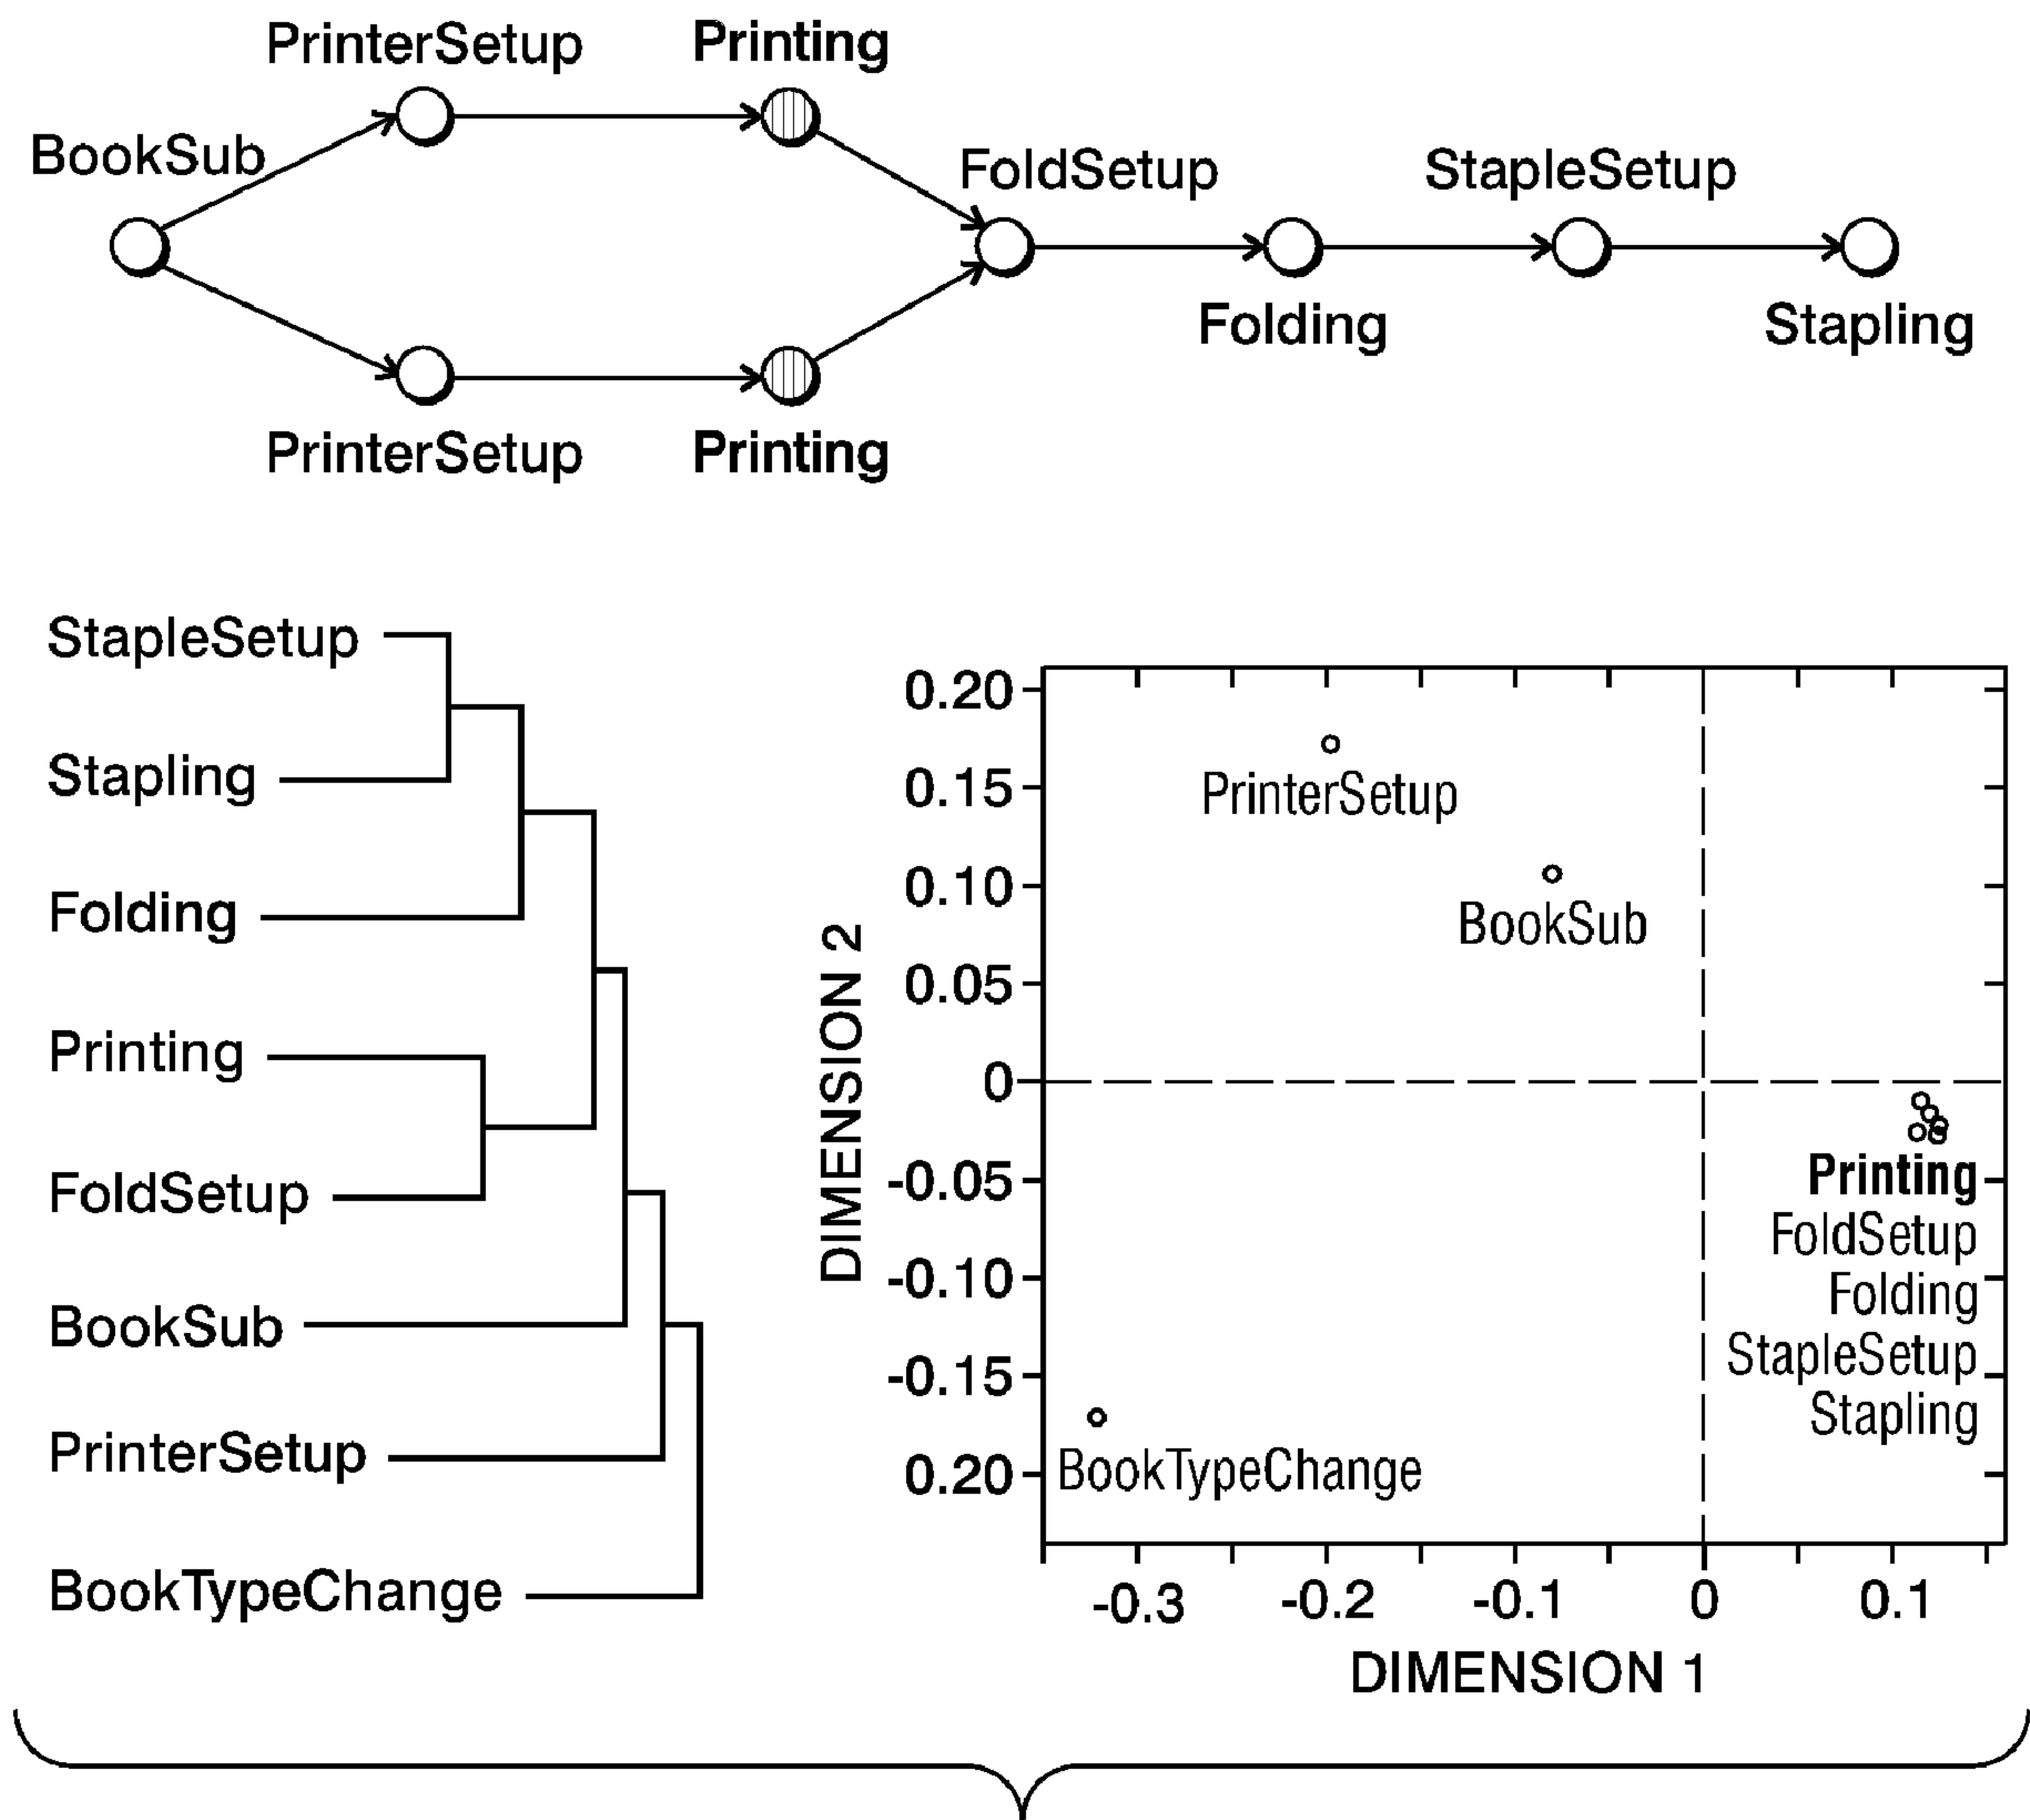 PrinterSetup
Printing
BookSub
FoldSetup
StapleSetup
Folding
Stapling
PrinterSetup
Printing
StapleSetup
Stapling
Folding
Printing
FoldSetup
BookSub
PrinterSetup
BookTypeChange
DIMENSION 2
0.20
0.15
0.10
0.05
0
-0.05
-0.10
-0.15
0.20
PrinterSetup
BookSub
Printing
FoldSetup
Folding
StapleSetup
Stapling
BookTypeChange
-0.3
-0.2
-0.1
0
0.1
DIMENSION 1